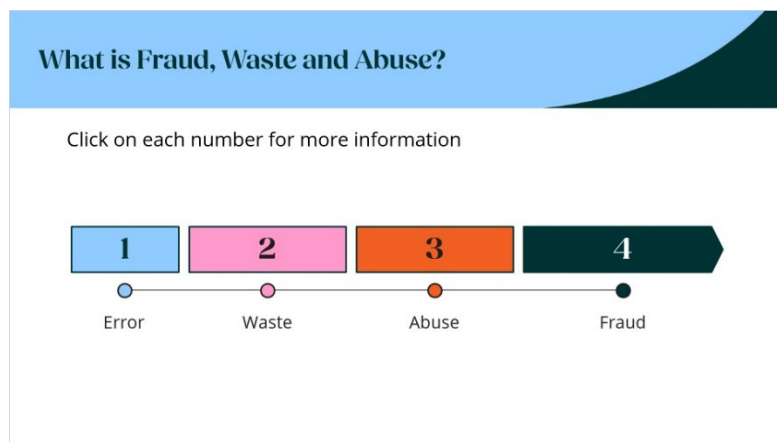 What is Fraud, Waste and Abuse?
Click on each number for more information
1 2 3 4
Error Waste Abuse Fraud